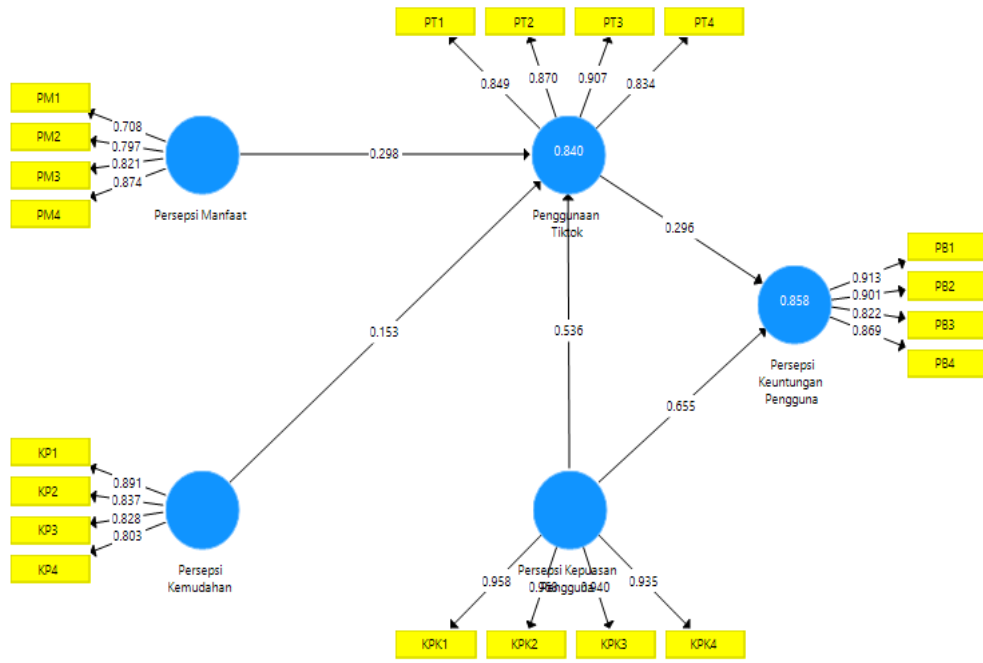 PT1 PT2 PT3 PT4
0.849 0.870 0.907 0.834
PM1
PM2
PM3
PM4
0.708
0.797
0.821
0.874
Persepsi Manfaat
0.298
0.840
Penggunaan
Tiktok
0.296
0.153
0.536
0.655
0.858
Persepsi
Keuntungan
Pengguna
0.913
0.901
0.822
0.869
PB1
PB2
PB3
PB4
KP1
KP2
KP3
KP4
0.891
0.837
0.828
0.803
Persepsi
Kemudahan
Persepsi Kepuasan
Pengguna
0.958 0.940 0.935
KPK1 KPK2 KPK3 KPK4